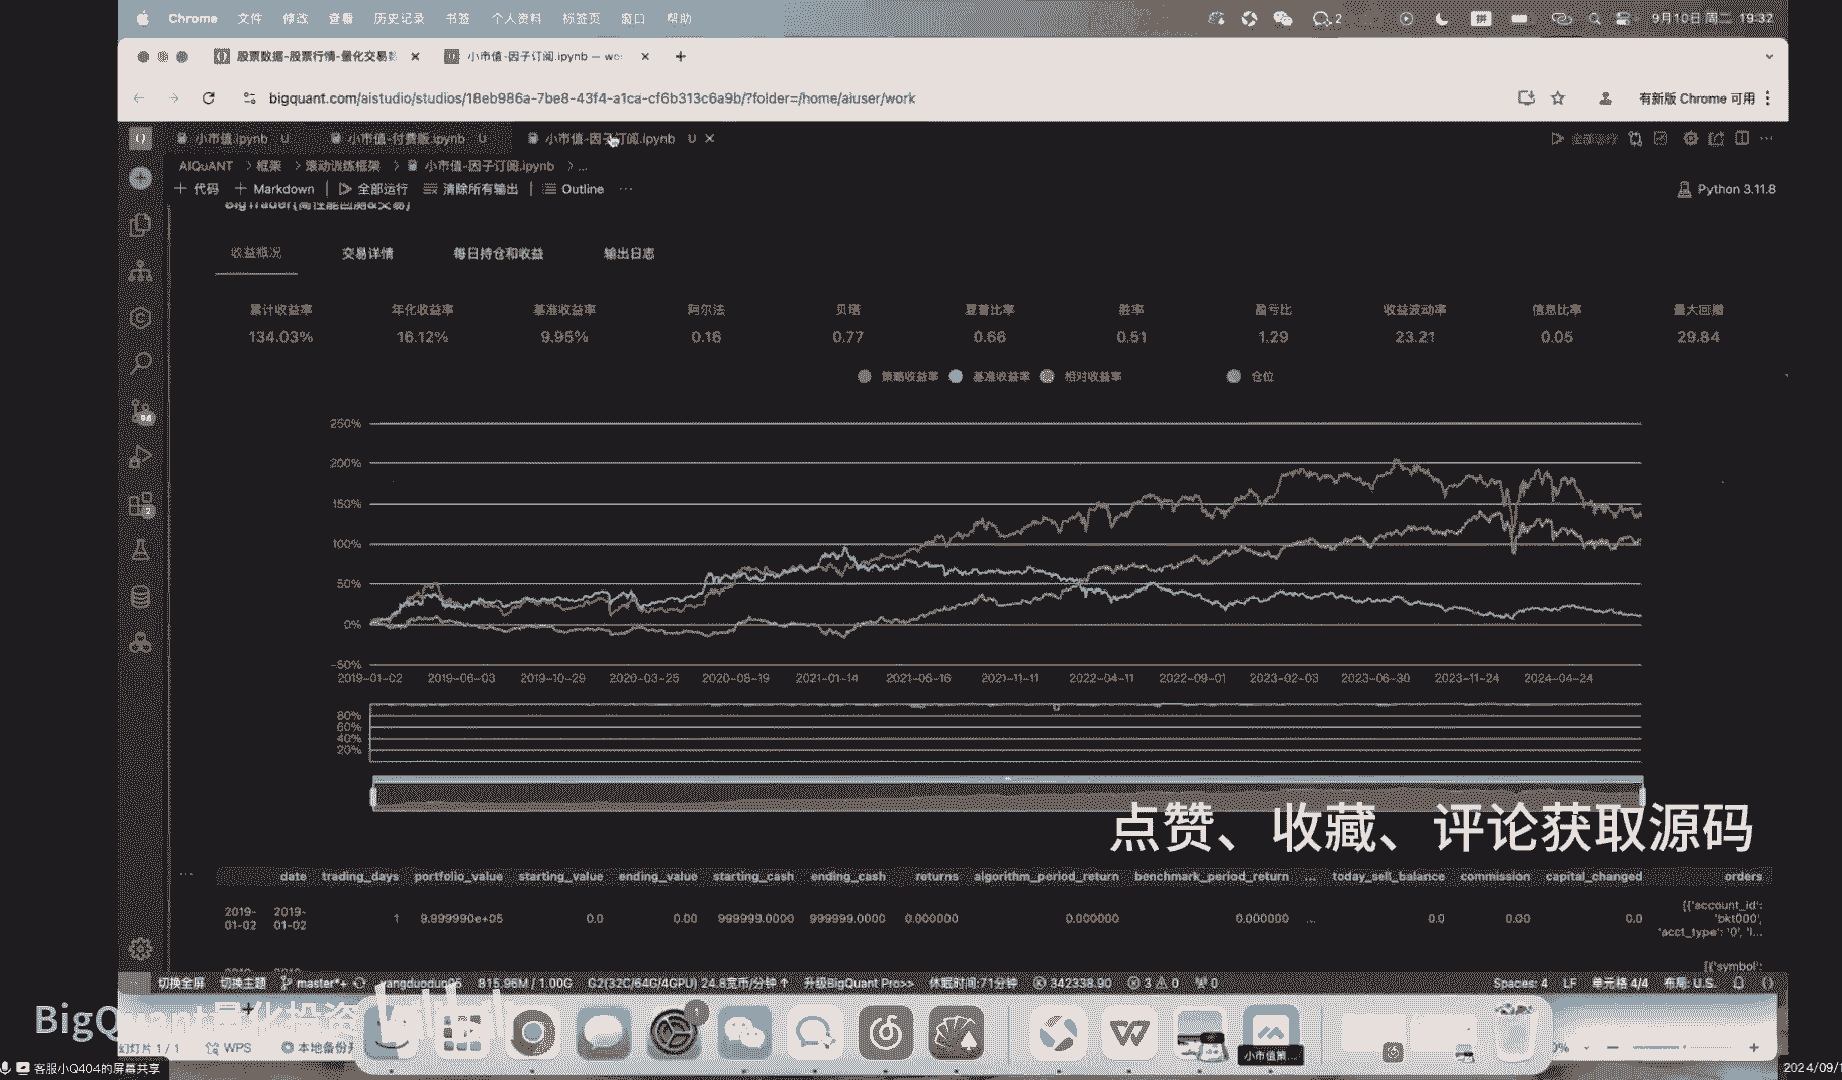 Chrome 文件 修改 查看 历史记录 书签 个人资料 标签页 窗口 帮助 2 拼 9月10日 周二 19:32
股票数据-股票行情-量化交易 小市值-因子订阅.ipynb — wo
bigquant.com/aistudio/studios/18eb986a-7be8-43f4-a1ca-cf6b313c6a9b/?folder=/home/aiuser/work 有新版 Chrome 可用
小市值.ipynb U 小市值-付费版.ipynb U 小市值-因子订阅.ipynb U 全部运行
AIQuANT > 框架 > 滚动训练框架 > 小市值-因子订阅.ipynb > ...
+ 代码 + Markdown 全部运行 清除所有输出 Outline ... Python 3.11.8
BigTrader(高性能回测&交易)
收益概况 交易详情 每日持仓和收益 输出日志
累计收益率 年化收益率 基准收益率 阿尔法 贝塔 夏普比率 胜率 盈亏比 收益波动率 信息比率 最大回撤
134.03% 16.12% 9.95% 0.16 0.77 0.66 0.51 1.29 23.21 0.05 29.84
策略收益率 基准收益率 相对收益率 仓位
250%
200%
150%
100%
50%
0%
-50%
2019-01-02 2019-06-03 2019-10-29 2020-03-25 2020-08-19 2021-01-14 2021-06-16 2021-11-11 2022-04-11 2022-09-01 2023-02-03 2023-06-30 2023-11-24 2024-04-24
80%
60%
40%
20%
点赞、收藏、评论获取源码
... date trading_days portfolio_value starting_value ending_value starting_cash ending_cash returns algorithm_period_return benchmark_period_return ... today_sell_balance commission capital_changed orders
2019-01-02 2019-01-02 1 9.999990e+05 0.0 0.00 999999.0000 999999.0000 0.000000 0.000000 0.000000 ... 0.0 0.00 0.0 [{'account_id': 'bkt000', 'acct_type': '0', 'l...
[{'symbol':
切换全屏 切换主题 master*+ yangduoduo05 815.96M / 1.00G G2(32C/64G/4GPU) 24.8宽币/分钟 升级BigQuant Pro>> 休眠时间:71分钟 342338.90 3 0 0 Spaces: 4 LF 单元格 4/4 布局: U.S.
BigQuant量化投资
幻灯片 1 / 1 WPS 本地备份
小市值策...
客服小Q404的屏幕共享 2024/09/